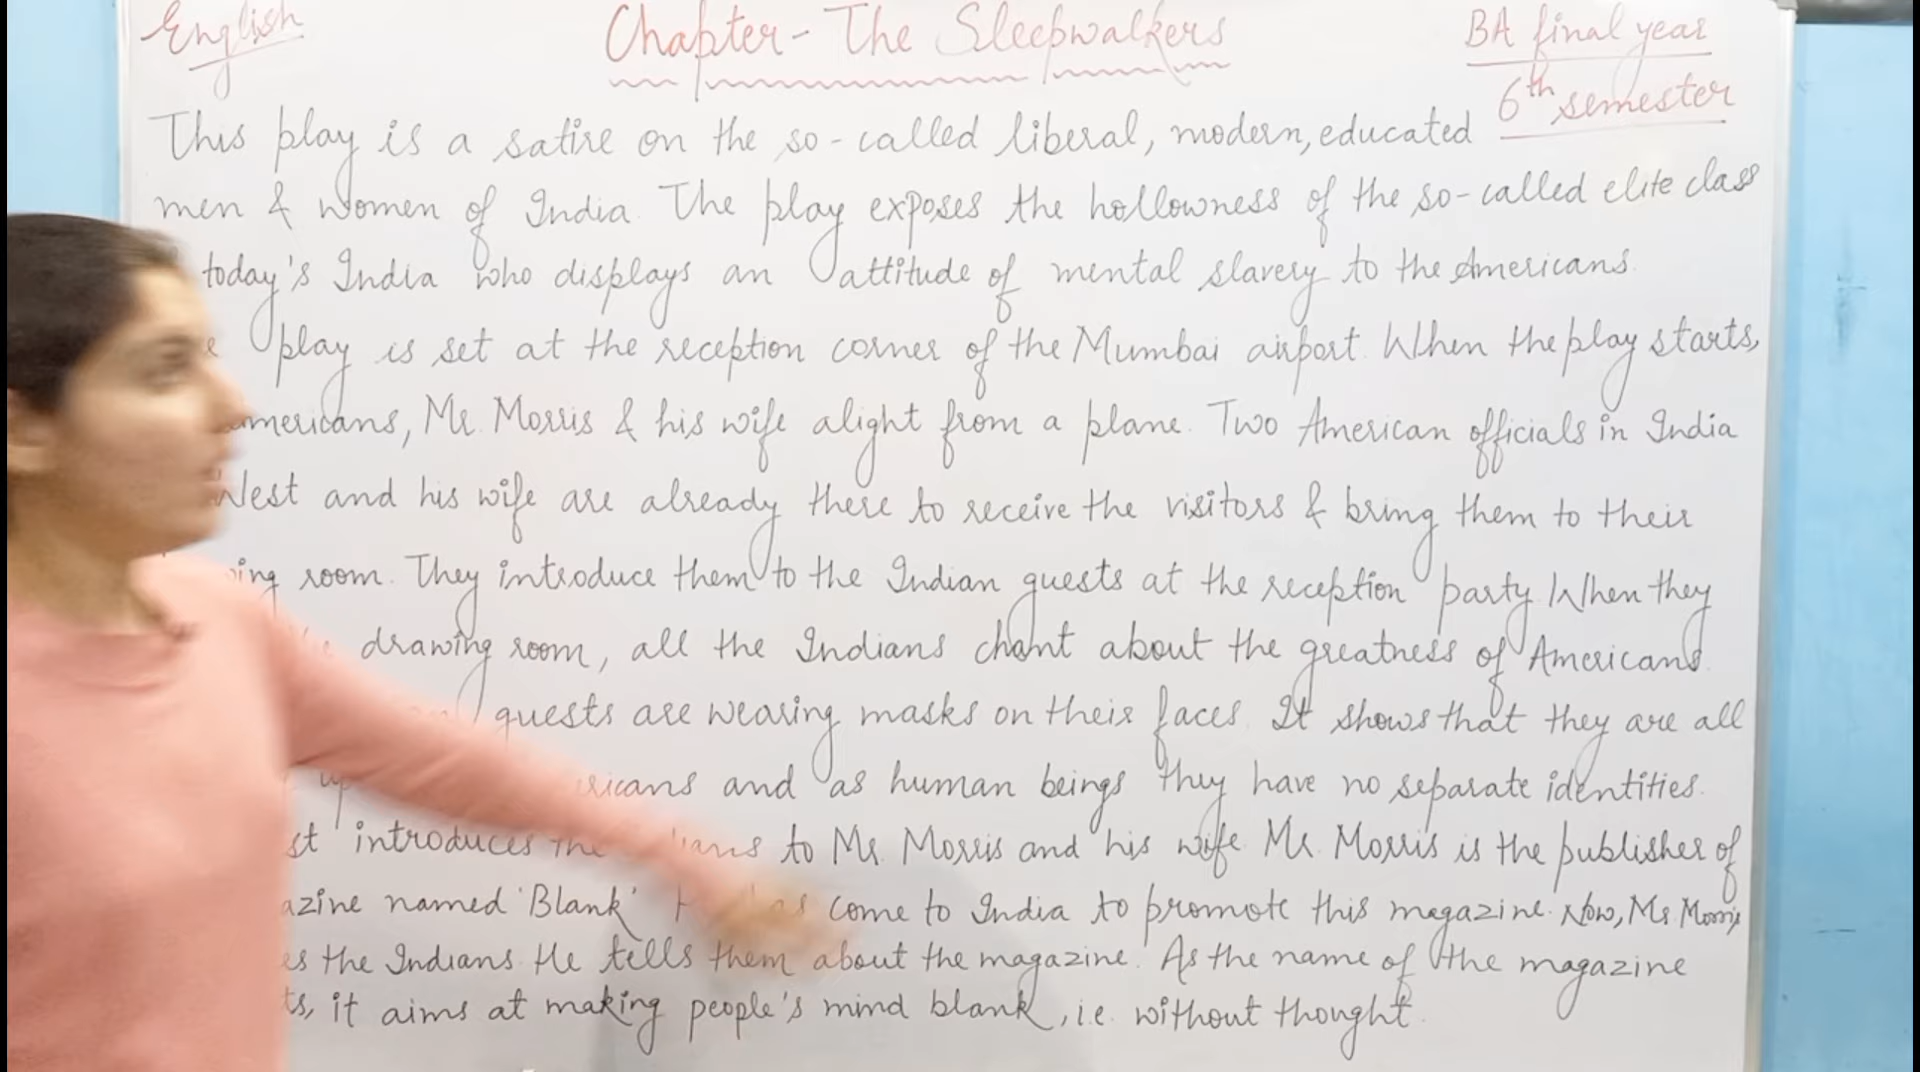 English
Chapter - The Sleepwalkers
BA final year
6th semester
This play is a satire on the so-called liberal, modern, educated
men & women of India. The play exposes the hollowness of the so-called elite class
today's India who displays an attitude of mental slavery to the Americans.
play is set at the reception corner of the Mumbai airport. When the play starts,
Americans, Mr. Morris & his wife alight from a plane. Two American officials in India
West and his wife are already there to receive the visitors & bring them to their
room. They introduce them to the Indian guests at the reception party. When they
drawing room, all the Indians chant about the greatness of Americans.
guests are wearing masks on their faces. It shows that they are all
and as human beings they have no separate identities.
introduces to Mr. Morris and his wife. Mr. Morris is the publisher of
named 'Blank' come to India to promote this magazine. Now, Mr. Morris
the Indians. He tells them about the magazine. As the name of the magazine
it aims at making people's mind blank, i.e. without thought.